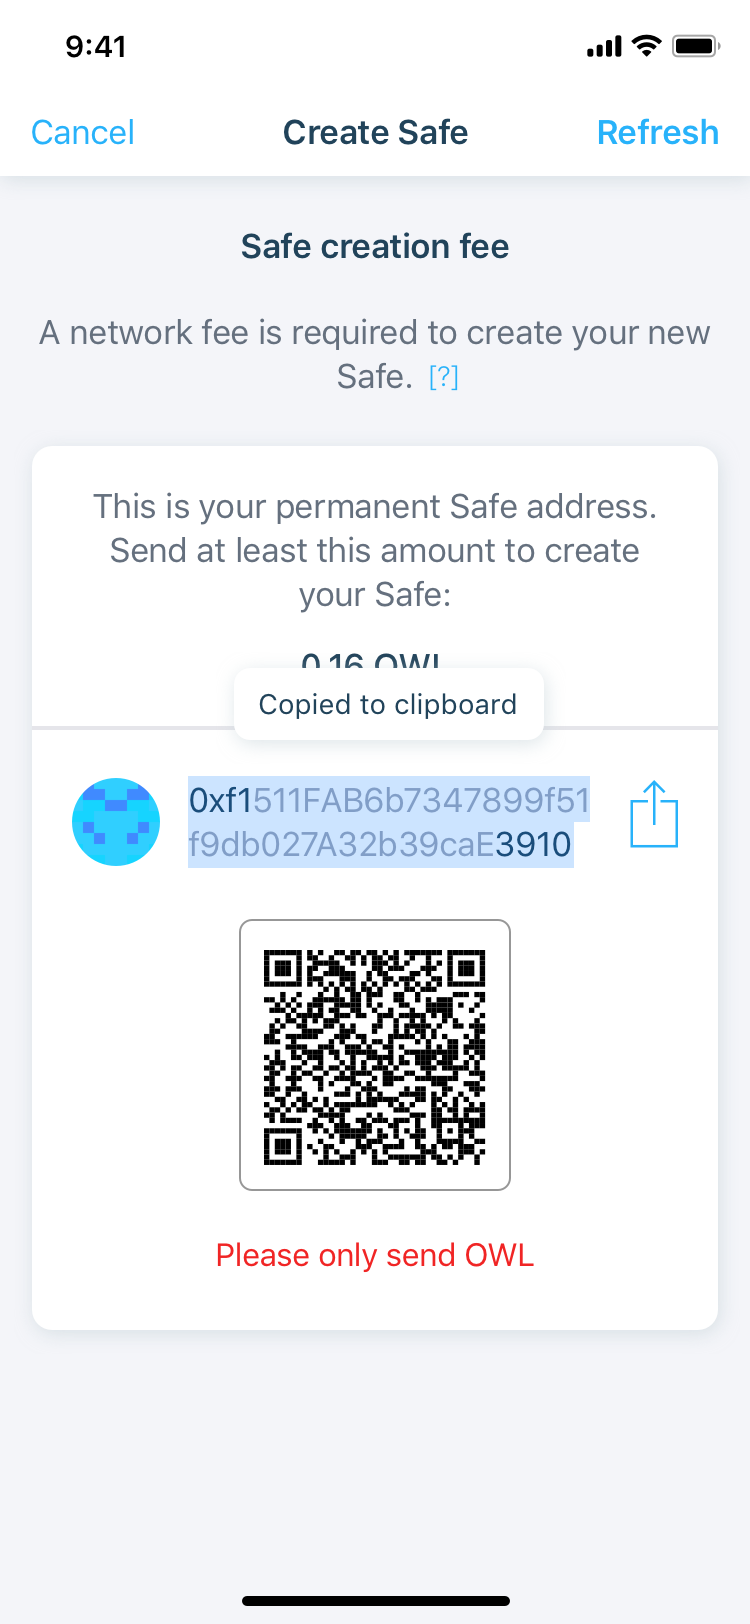 9:41
Cancel
Create Safe
Refresh
Safe creation fee
A network fee is required to create your new
Safe. [?]
This is your permanent Safe address.
Send at least this amount to create
your Safe:
0.16 OWL
Copied to clipboard
0xf1511FAB6b7347899f51
f9db027A32b39caE3910
Please only send OWL